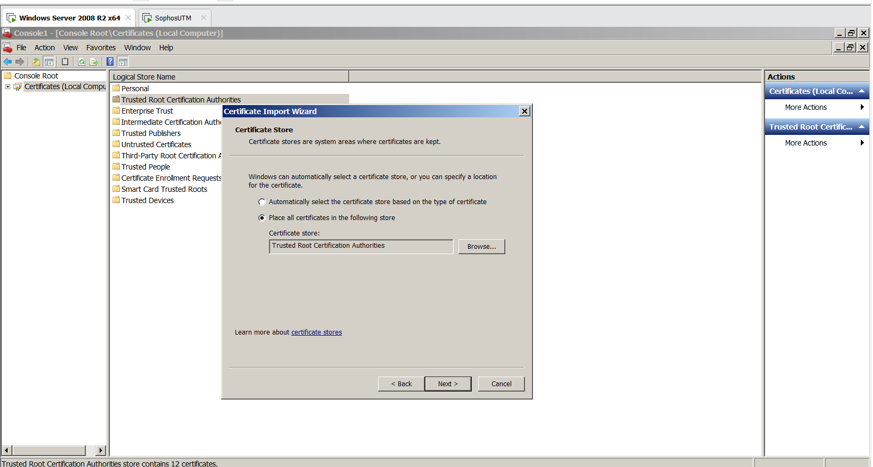 Windows Server 2008 R2 x64
SophosUTM
Console1 - [Console Root\Certificates (Local Computer)]
File Action View Favorites Window Help
Console Root
Certificates (Local Compu
Logical Store Name
Personal
Trusted Root Certification Authorities
Enterprise Trust
Intermediate Certification Autho
Trusted Publishers
Untrusted Certificates
Third-Party Root Certification A
Trusted People
Certificate Enrollment Requests
Smart Card Trusted Roots
Trusted Devices
Certificate Import Wizard
Certificate Store
Certificate stores are system areas where certificates are kept.
Windows can automatically select a certificate store, or you can specify a location
for the certificate.
Automatically select the certificate store based on the type of certificate
Place all certificates in the following store
Certificate store:
Trusted Root Certification Authorities
Browse...
Learn more about certificate stores
< Back
Next >
Cancel
Actions
Certificates (Local Co...
More Actions
Trusted Root Certific...
More Actions
Trusted Root Certification Authorities store contains 12 certificates.